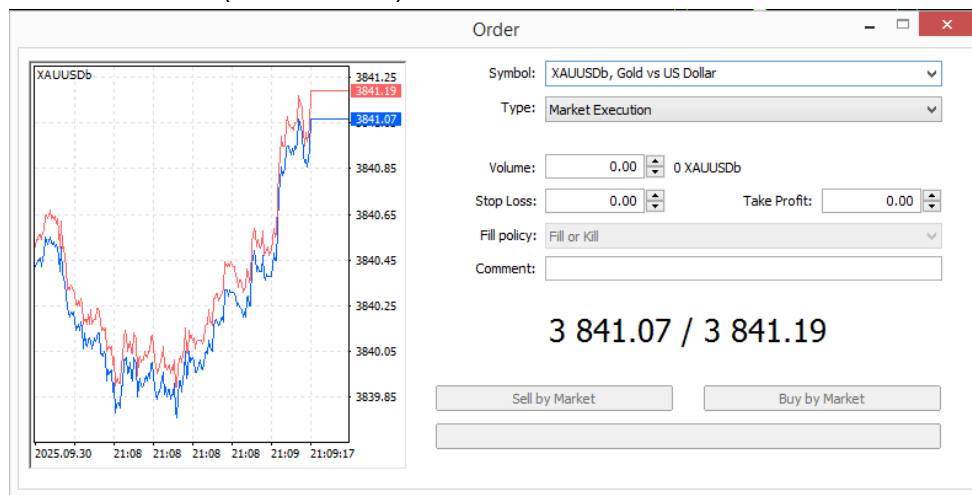 Order
XAUUSDb
3841.25
3841.19
3841.07
3840.85
3840.65
3840.45
3840.25
3840.05
3839.85
2025.09.30 21:08 21:08 21:08 21:08 21:09 21:09:17
Symbol: XAUUSDb, Gold vs US Dollar
Type: Market Execution
Volume: 0.00 0 XAUUSDb
Stop Loss: 0.00 Take Profit: 0.00
Fill policy: Fill or Kill
Comment:
3 841.07 / 3 841.19
Sell by Market Buy by Market